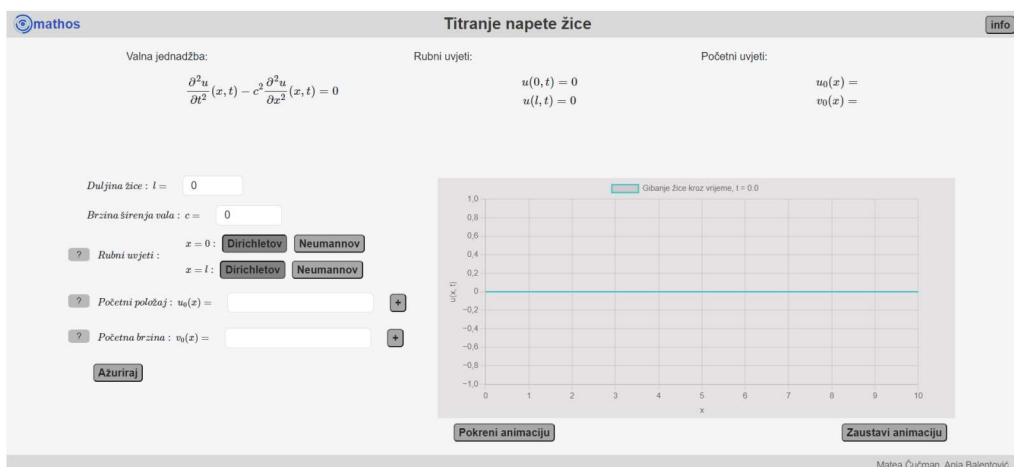 mathos
Titranje napete žice
info
Valna jednadžba:
Rubni uvjeti:
Početni uvjeti:
∂²u/∂t²(x, t) − c² ∂²u/∂x²(x, t) = 0
u(0, t) = 0
u(l, t) = 0
u₀(x) =
v₀(x) =
Duljina žice : l = 0
Brzina širenja vala : c = 0
? Rubni uvjeti :
x = 0 : Dirichletov Neumannov
x = l : Dirichletov Neumannov
? Početni položaj : u₀(x) = +
? Početna brzina : v₀(x) = +
Ažuriraj
Gibanje žice kroz vrijeme, t = 0.0
u(x, t)
1,0
0,8
0,6
0,4
0,2
0
−0,2
−0,4
−0,6
−0,8
−1,0
0 1 2 3 4 5 6 7 8 9 10
x
Pokreni animaciju
Zaustavi animaciju
Matea Čučman, Anja Balentović